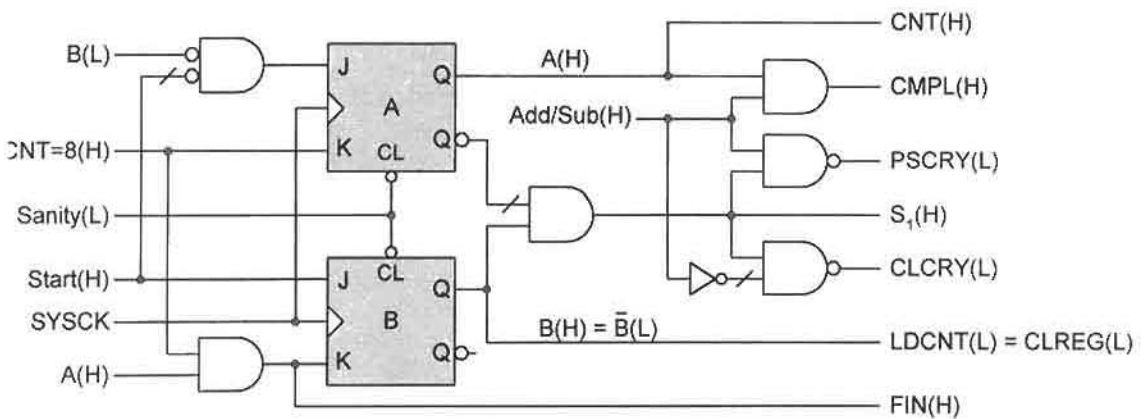 B(L)
CNT=8(H)
Sanity(L)
Start(H)
SYSCK
A(H)
J
Q
A
K
CL
Q
CL
J
Q
B
K
Q
A(H)
Add/Sub(H)
B(H) = B̅(L)
CNT(H)
CMPL(H)
PSCRY(L)
S₁(H)
CLCRY(L)
LDCNT(L) = CLREG(L)
FIN(H)